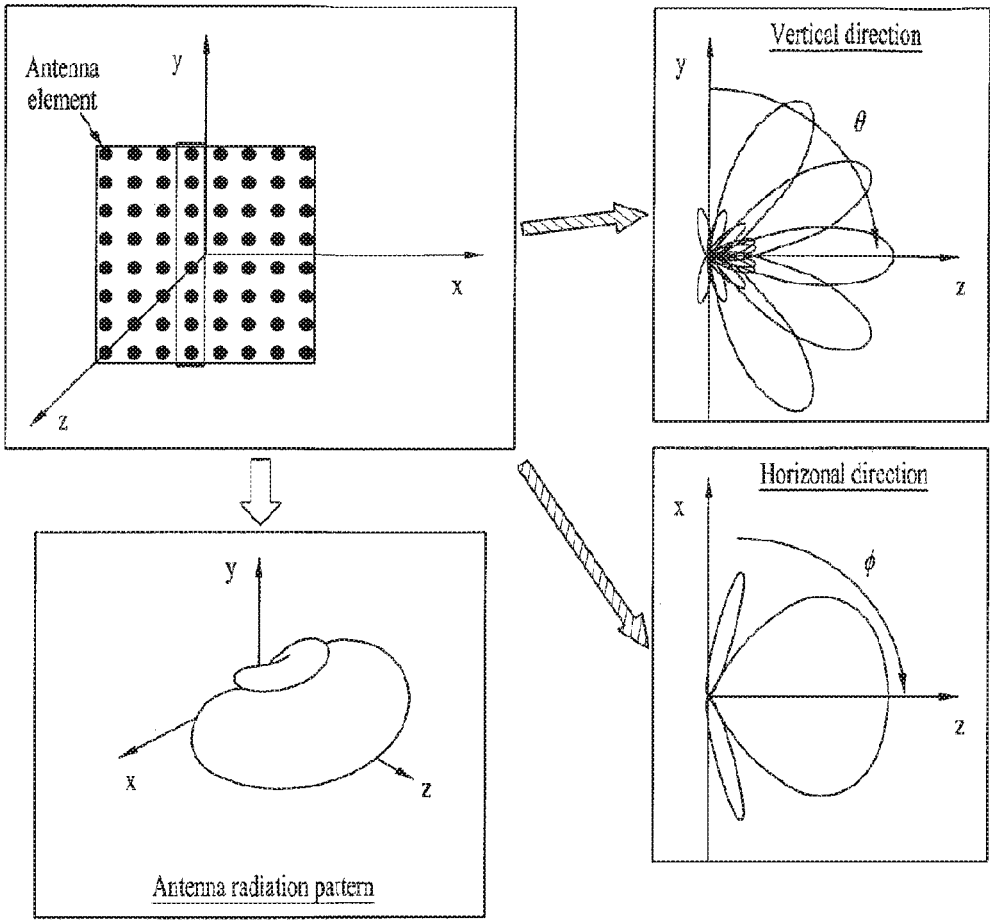 Antenna
element
y
x
z
Vertical direction
y
θ
z
Horizonal direction
x
ϕ
z
y
x
z
Antenna radiation pattern